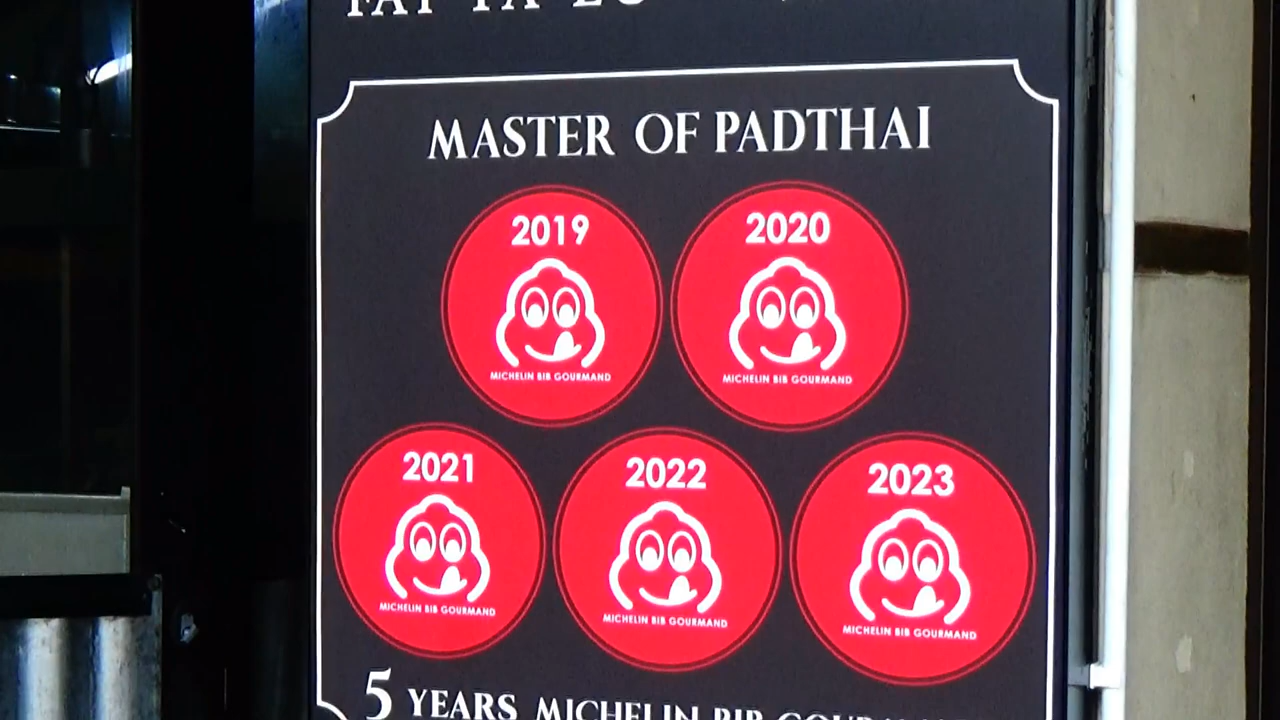 MASTER OF PADTHAI
2019
MICHELIN BIB GOURMAND
2020
MICHELIN BIB GOURMAND
2021
MICHELIN BIB GOURMAND
2022
MICHELIN BIB GOURMAND
2023
MICHELIN BIB GOURMAND
5 YEARS MICHELIN BIB